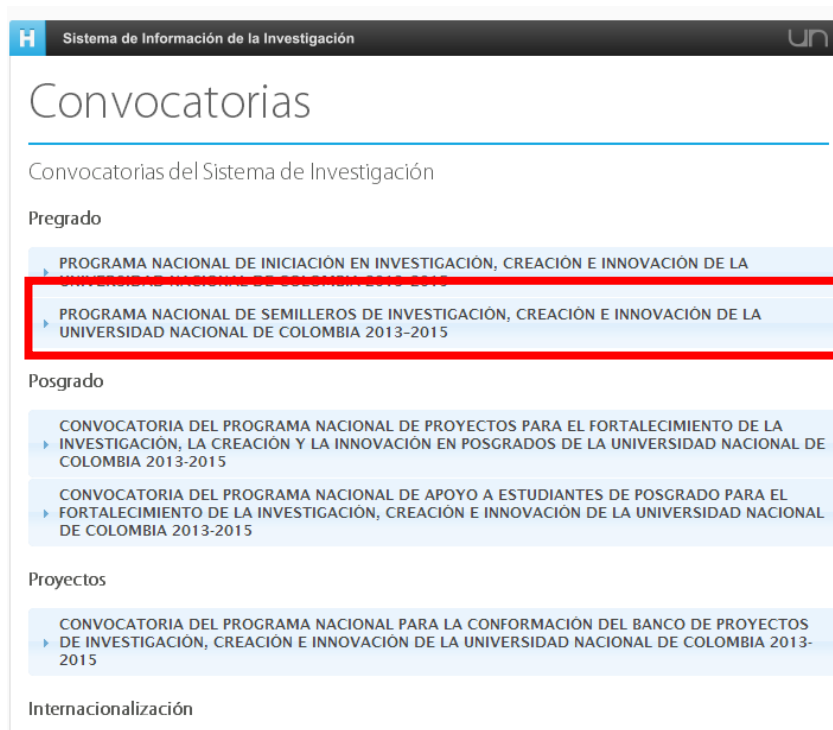 H Sistema de Información de la Investigación un
Convocatorias
Convocatorias del Sistema de Investigación
Pregrado
PROGRAMA NACIONAL DE INICIACIÓN EN INVESTIGACIÓN, CREACIÓN E INNOVACIÓN DE LA
UNIVERSIDAD NACIONAL DE COLOMBIA 2013-2015
PROGRAMA NACIONAL DE SEMILLEROS DE INVESTIGACIÓN, CREACIÓN E INNOVACIÓN DE LA
UNIVERSIDAD NACIONAL DE COLOMBIA 2013-2015
Posgrado
CONVOCATORIA DEL PROGRAMA NACIONAL DE PROYECTOS PARA EL FORTALECIMIENTO DE LA
INVESTIGACIÓN, LA CREACIÓN Y LA INNOVACIÓN EN POSGRADOS DE LA UNIVERSIDAD NACIONAL DE
COLOMBIA 2013-2015
CONVOCATORIA DEL PROGRAMA NACIONAL DE APOYO A ESTUDIANTES DE POSGRADO PARA EL
FORTALECIMIENTO DE LA INVESTIGACIÓN, CREACIÓN E INNOVACIÓN DE LA UNIVERSIDAD NACIONAL
DE COLOMBIA 2013-2015
Proyectos
CONVOCATORIA DEL PROGRAMA NACIONAL PARA LA CONFORMACIÓN DEL BANCO DE PROYECTOS
DE INVESTIGACIÓN, CREACIÓN E INNOVACIÓN DE LA UNIVERSIDAD NACIONAL DE COLOMBIA 2013-
2015
Internacionalización